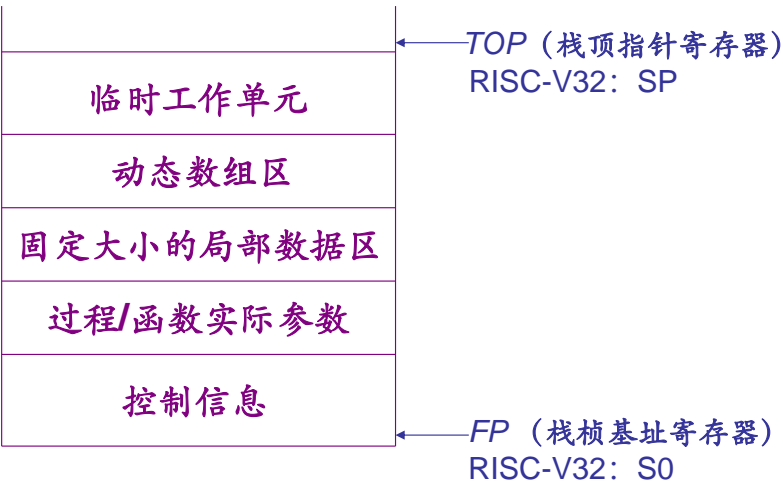 TOP（栈顶指针寄存器）
RISC-V32：SP
临时工作单元
动态数组区
固定大小的局部数据区
过程/函数实际参数
控制信息
FP （栈桢基址寄存器）
RISC-V32：S0